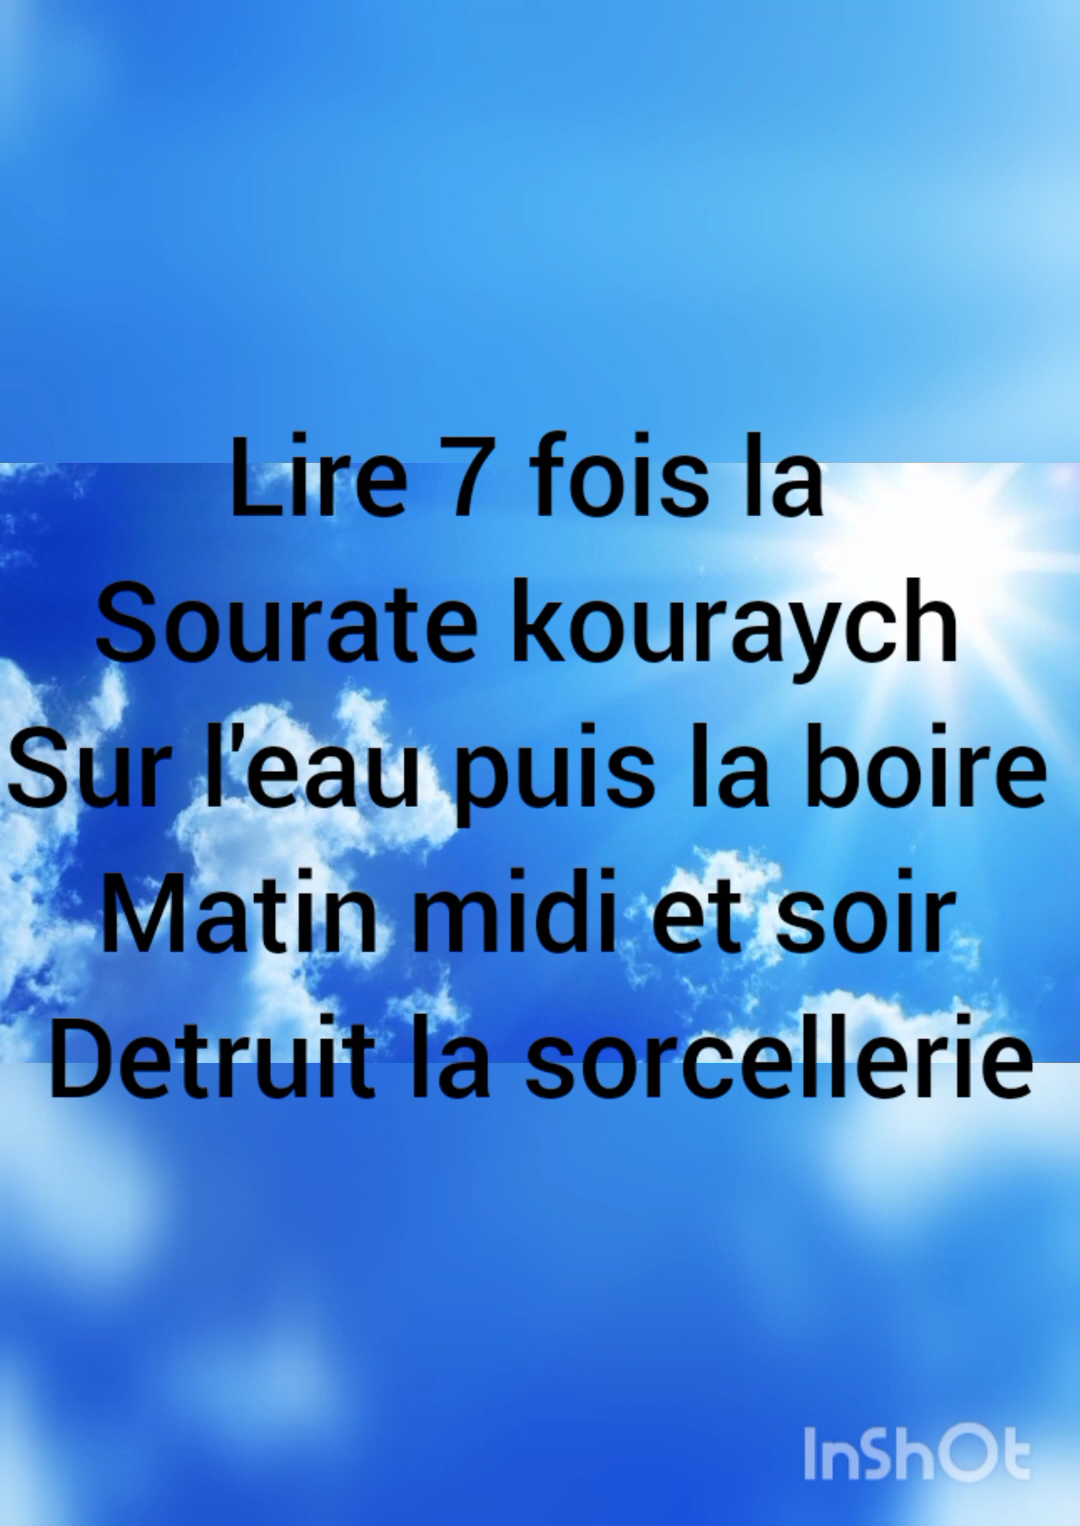 Lire 7 fois la
Sourate kouraych
Sur l'eau puis la boire
Matin midi et soir
Detruit la sorcellerie
InShOt